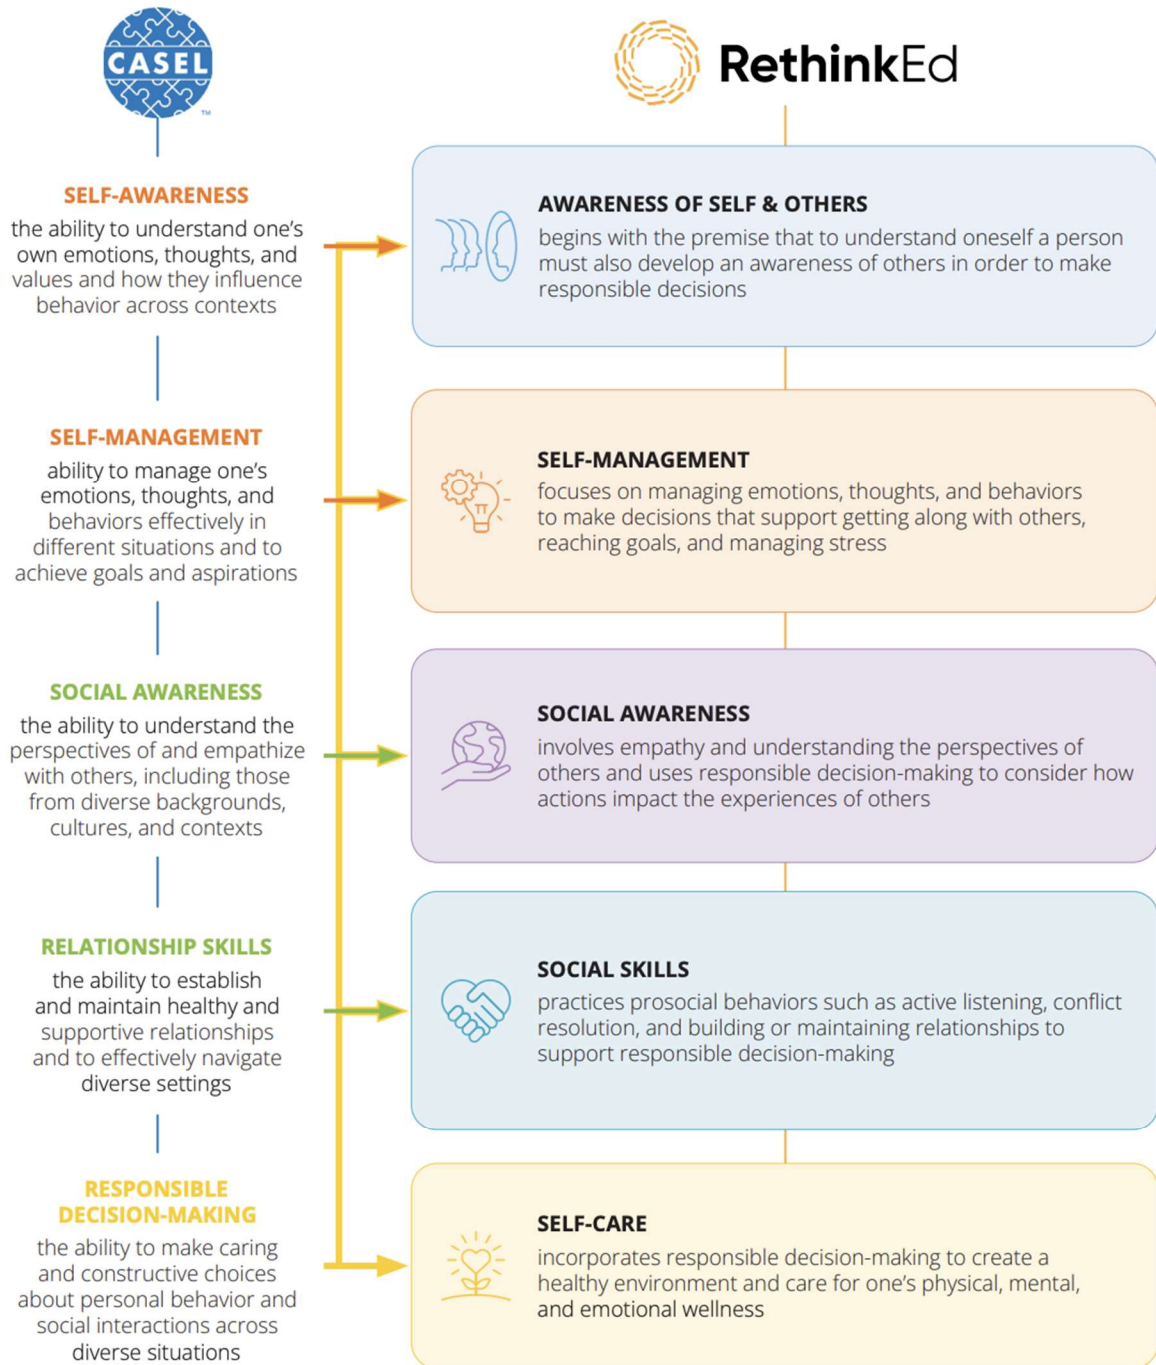 CASEL
TM
RethinkEd
SELF-AWARENESS
the ability to understand one’s
own emotions, thoughts, and
values and how they influence
behavior across contexts
AWARENESS OF SELF & OTHERS
begins with the premise that to understand oneself a person
must also develop an awareness of others in order to make
responsible decisions
SELF-MANAGEMENT
ability to manage one’s
emotions, thoughts, and
behaviors effectively in
different situations and to
achieve goals and aspirations
SELF-MANAGEMENT
focuses on managing emotions, thoughts, and behaviors
to make decisions that support getting along with others,
reaching goals, and managing stress
SOCIAL AWARENESS
the ability to understand the
perspectives of and empathize
with others, including those
from diverse backgrounds,
cultures, and contexts
SOCIAL AWARENESS
involves empathy and understanding the perspectives of
others and uses responsible decision-making to consider how
actions impact the experiences of others
RELATIONSHIP SKILLS
the ability to establish
and maintain healthy and
supportive relationships
and to effectively navigate
diverse settings
SOCIAL SKILLS
practices prosocial behaviors such as active listening, conflict
resolution, and building or maintaining relationships to
support responsible decision-making
RESPONSIBLE
DECISION-MAKING
the ability to make caring
and constructive choices
about personal behavior and
social interactions across
diverse situations
SELF-CARE
incorporates responsible decision-making to create a
healthy environment and care for one’s physical, mental,
and emotional wellness